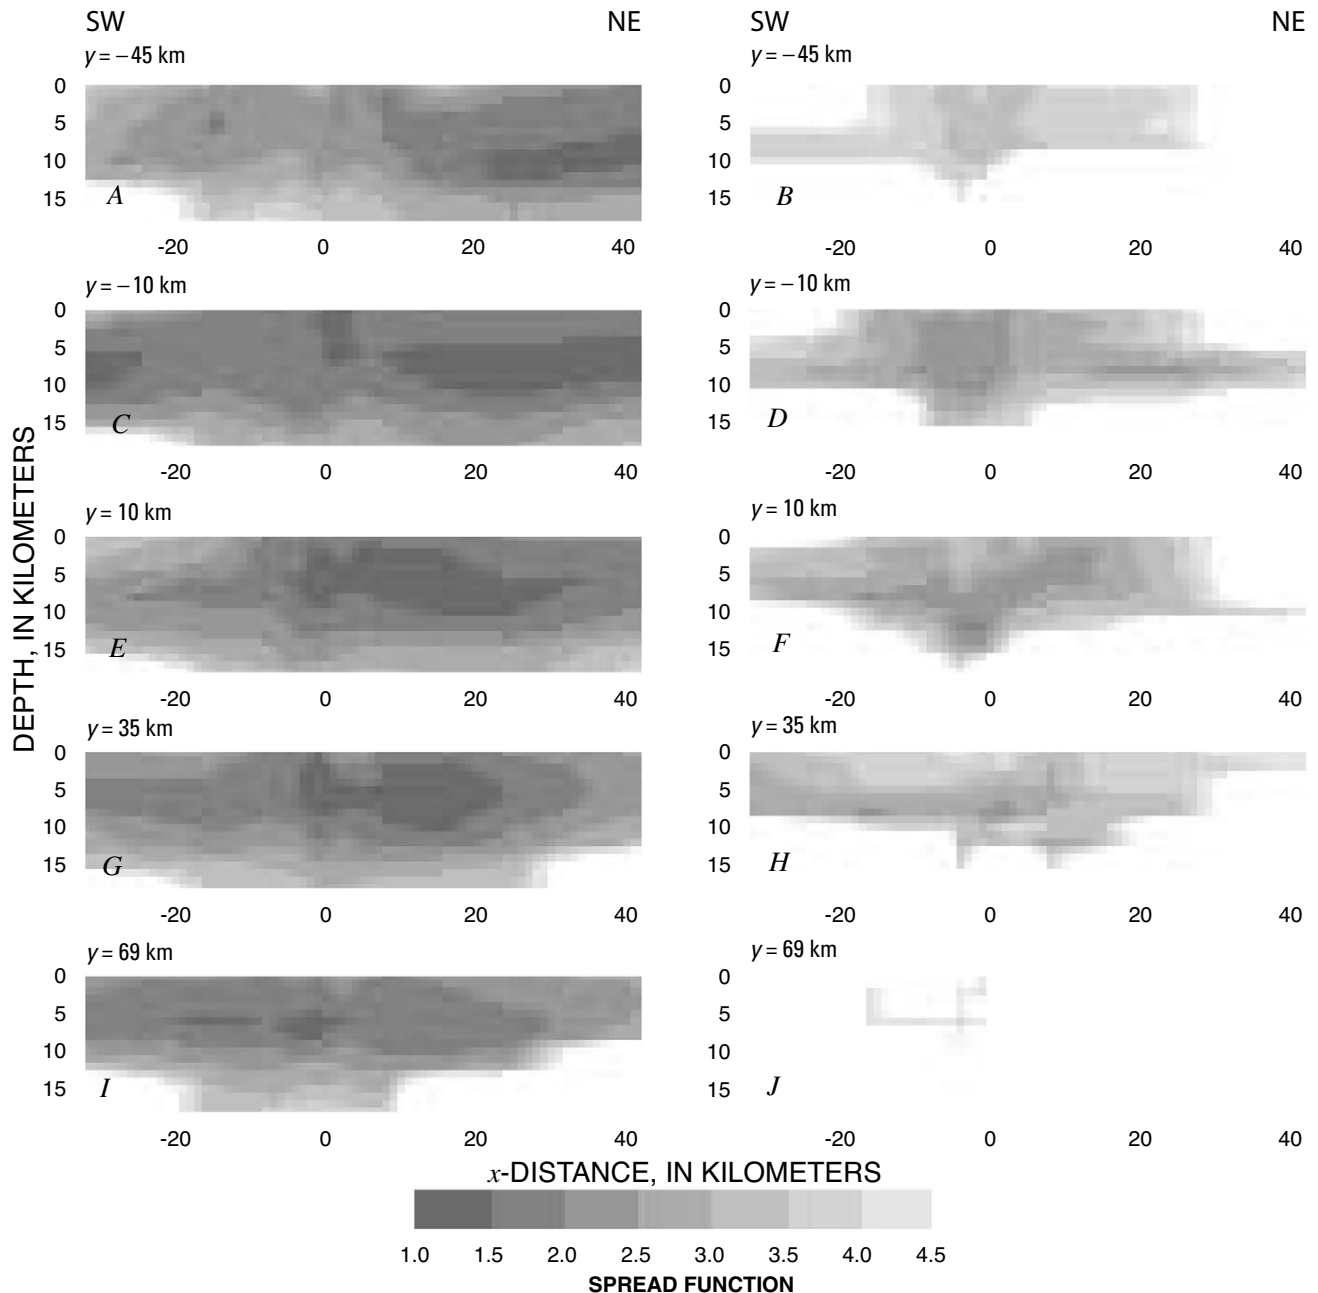 SW NE SW NE
y = –45 km y = –45 km
0 0
5 5
10 10
15 A 15 B
-20 0 20 40 -20 0 20 40
y = –10 km y = –10 km
0 0
5 5
10 10
15 C 15 D
-20 0 20 40 -20 0 20 40
y = 10 km y = 10 km
0 0
5 5
10 10
15 E 15 F
-20 0 20 40 -20 0 20 40
y = 35 km y = 35 km
0 0
5 5
10 10
15 G 15 H
-20 0 20 40 -20 0 20 40
y = 69 km y = 69 km
0 0
5 5
10 10
15 I 15 J
-20 0 20 40 -20 0 20 40
DEPTH, IN KILOMETERS
x-DISTANCE, IN KILOMETERS
1.0 1.5 2.0 2.5 3.0 3.5 4.0 4.5
SPREAD FUNCTION